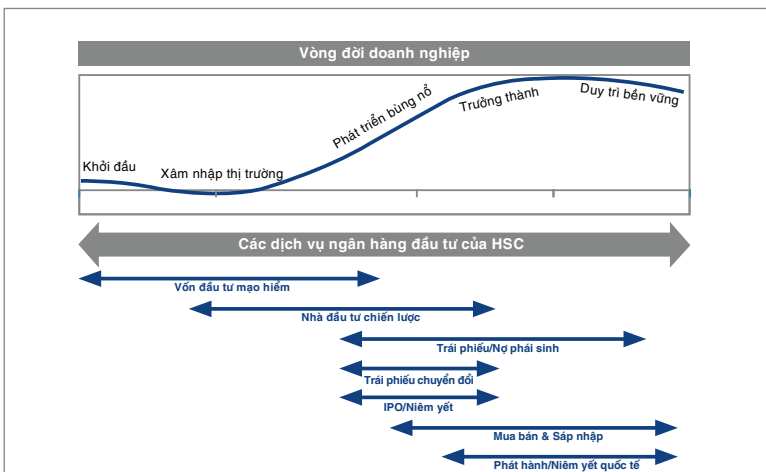 Vòng đời doanh nghiệp
Khởi đầu
Xâm nhập thị trường
Phát triển bùng nổ
Trưởng thành
Duy trì bền vững
Các dịch vụ ngân hàng đầu tư của HSC
Vốn đầu tư mạo hiểm
Nhà đầu tư chiến lược
Trái phiếu/Nợ phái sinh
Trái phiếu chuyển đổi
IPO/Niêm yết
Mua bán & Sáp nhập
Phát hành/Niêm yết quốc tế